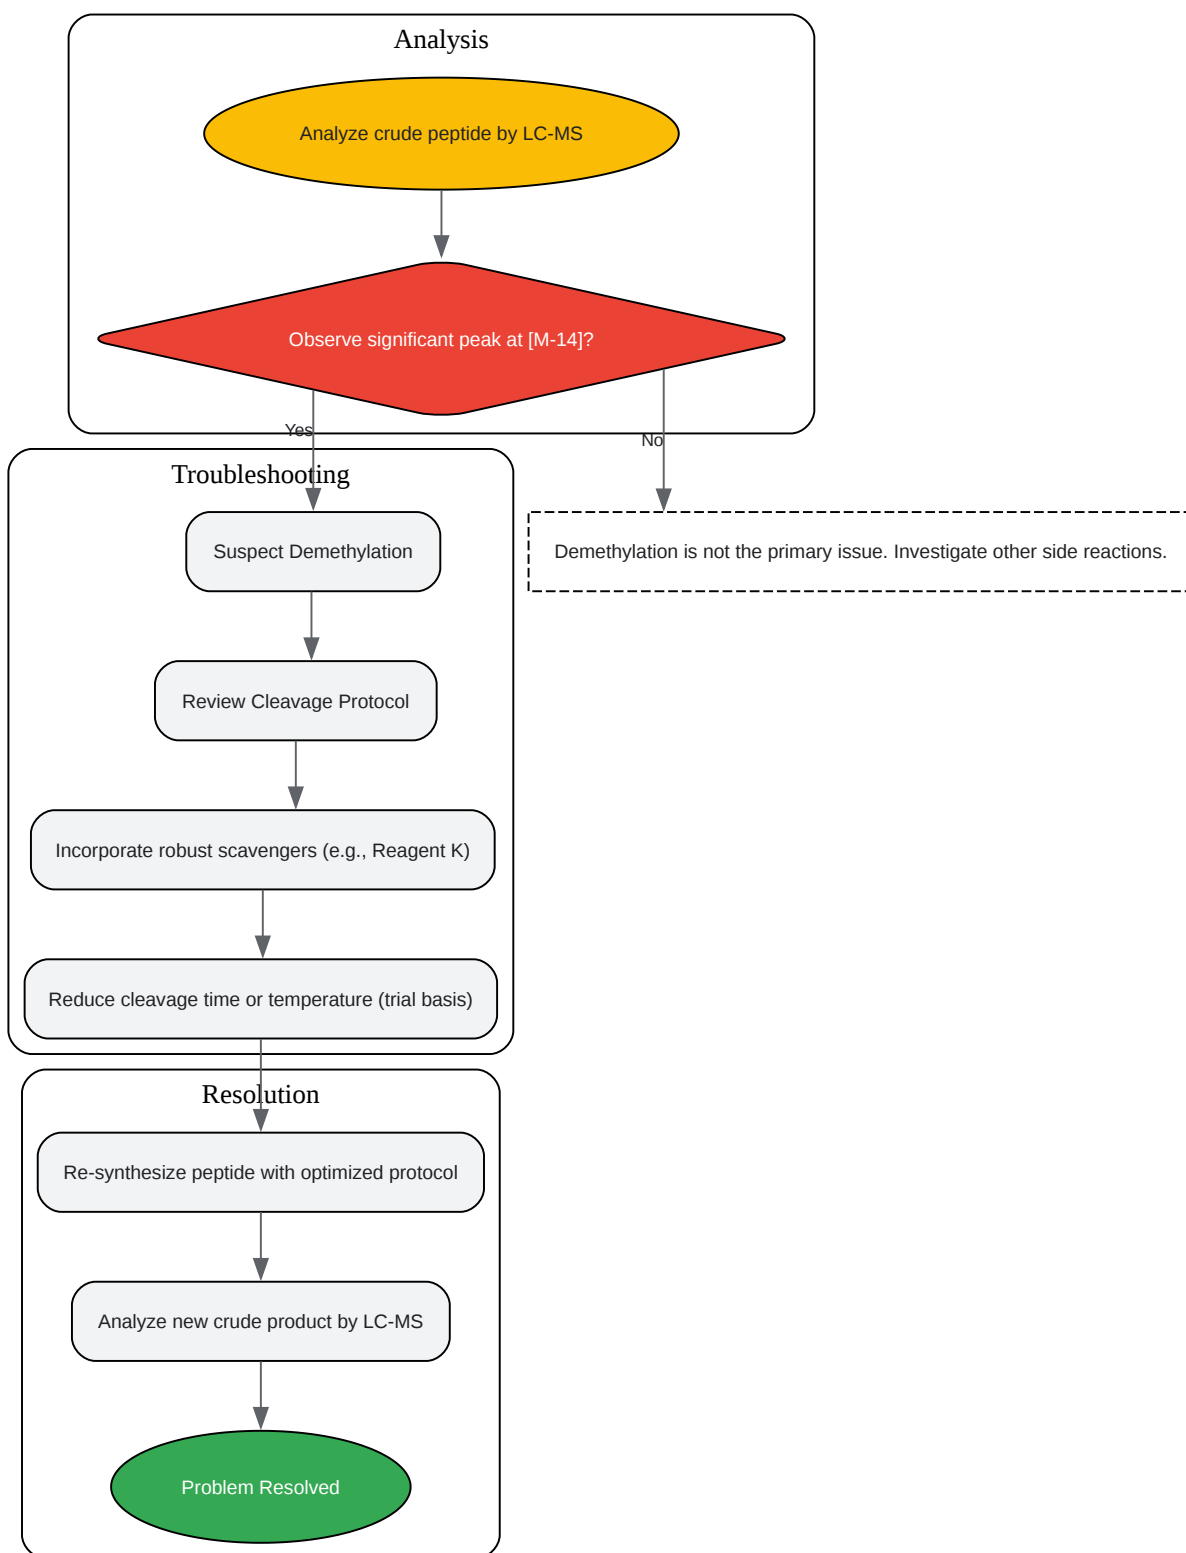 Analysis
Analyze crude peptide by LC-MS
Observe significant peak at [M-14]?
Yes
No
Troubleshooting
Suspect Demethylation
Demethylation is not the primary issue. Investigate other side reactions.
Review Cleavage Protocol
Incorporate robust scavengers (e.g., Reagent K)
Reduce cleavage time or temperature (trial basis)
Resolution
Re-synthesize peptide with optimized protocol
Analyze new crude product by LC-MS
Problem Resolved